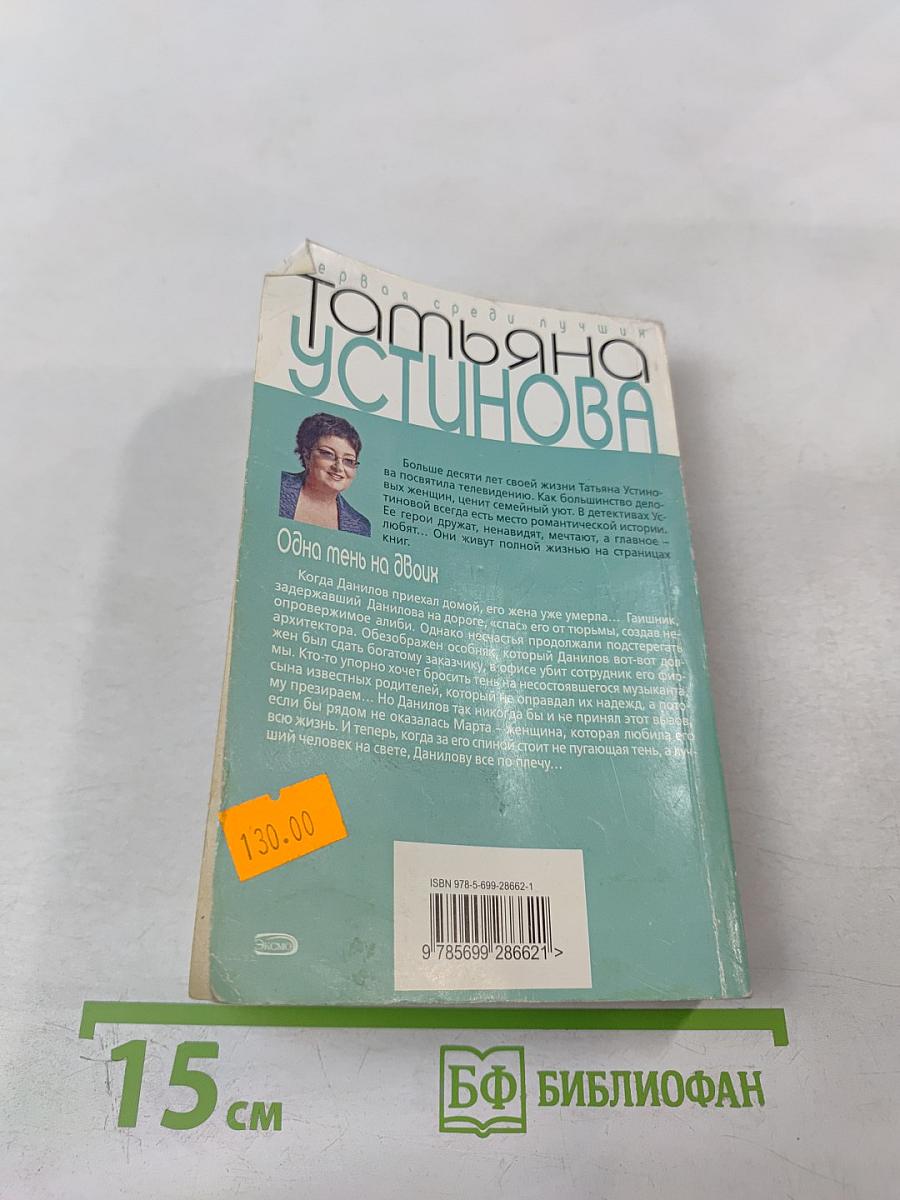 ервая среди лучших
Татьяна
УСТИНОВА
Больше десяти лет своей жизни Татьяна Устино-
ва посвятила телевидению. Как большинство дело-
вых женщин, ценит семейный уют. В детективах Ус-
тиновой всегда есть место романтической истории.
Ее герои дружат, ненавидят, мечтают, а главное –
любят... Они живут полной жизнью на страницах
книг.
Одна тень на двоих
Когда Данилов приехал домой, его жена уже умерла... Гаишник,
задержавший Данилова на дороге, «спас» его от тюрьмы, создав не-
опровержимое алиби. Однако несчастья продолжали подстерегать
архитектора. Обезображен особняк, который Данилов вот-вот дол-
жен был сдать богатому заказчику, в офисе убит сотрудник его фир-
мы. Кто-то упорно хочет бросить тень на несостоявшегося музыканта,
сына известных родителей, который не оправдал их надежд, а пото-
му презираем... Но Данилов так никогда бы и не принял этот вызов,
если бы рядом не оказалась Марта – женщина, которая любила его
всю жизнь. И теперь, когда за его спиной стоит не пугающая тень, а луч-
ший человек на свете, Данилову все по плечу...
130.00
ISBN 978-5-699-28662-1
9 785699 286621 >
ЭКСМО
15 см
БФ БИБЛИОФАН